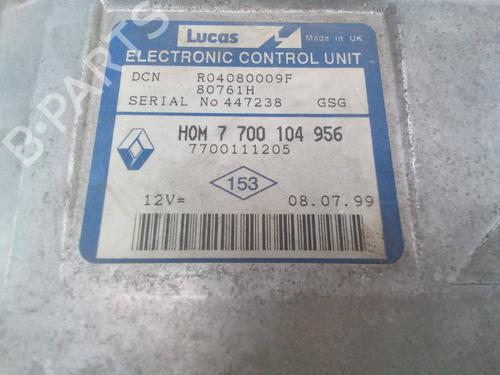 Lucas
Made in UK
ELECTRONIC CONTROL UNIT
DCN R04080009F
80761H
SERIAL No 447238 GSG
HOM 7 700 104 956
7700111205
153
12V= 08.07.99
B-PARTS